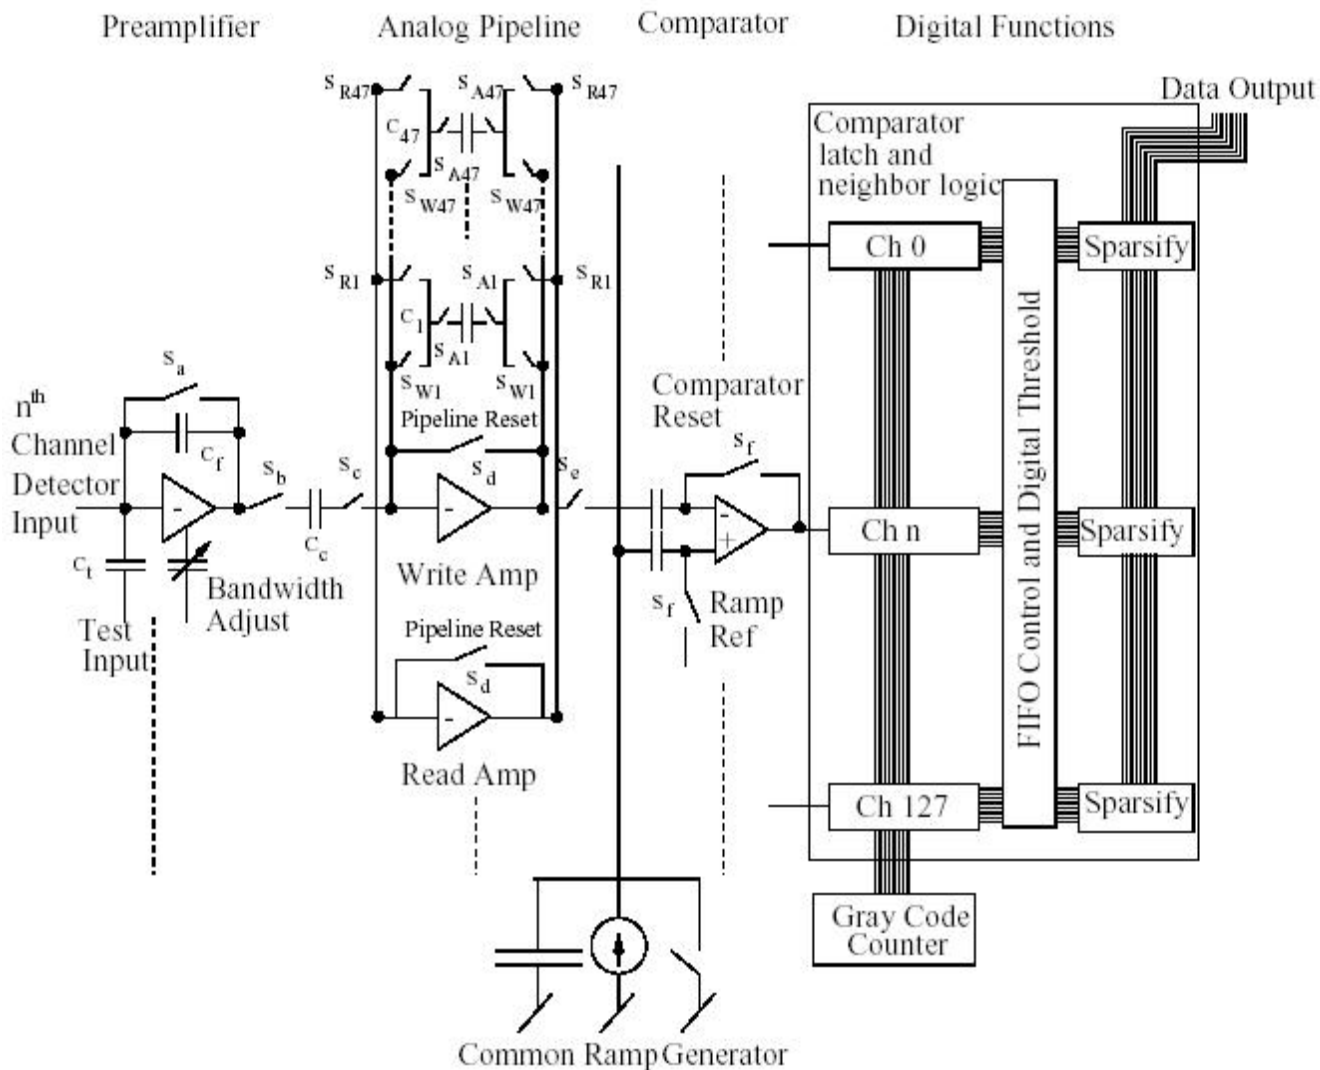 Preamplifier
Analog Pipeline
Comparator
Digital Functions
Data Output
S R47
S A47
S R47
C 47
S A47
S W47
S W47
S R1
S A1
S R1
C 1
S A1
S W1
S W1
Pipeline Reset
S d
Write Amp
Pipeline Reset
S d
Read Amp
S a
nth
Channel
Detector
Input
C f
S b
C c
S c
S e
C t
Test
Input
Bandwidth
Adjust
Comparator
Reset
S f
-
+
S f
Ramp
Ref
Comparator
latch and
neighbor logic
Ch 0
Sparsify
Ch n
Sparsify
Ch 127
Sparsify
FIFO Control and Digital Threshold
Gray Code
Counter
Common Ramp Generator